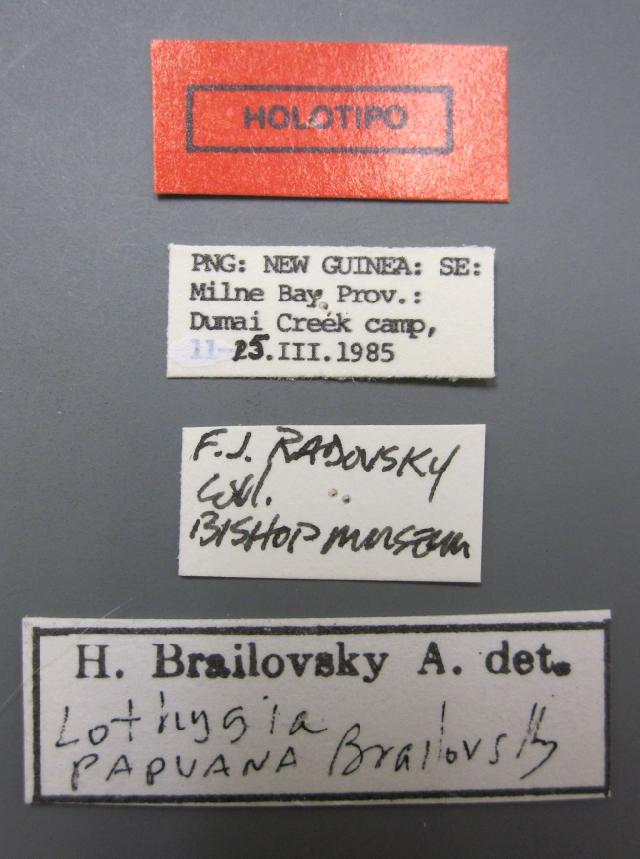 HOLOTIPO
PNG: NEW GUINEA: SE:
Milne Bay Prov.:
Dumai Creek camp,
11-25.III.1985
F.J. RADOVSKY
Coll.
BISHOP MUSEUM
H. Brailovsky A. det.
Lothygia
PAPUANA Brailovsky